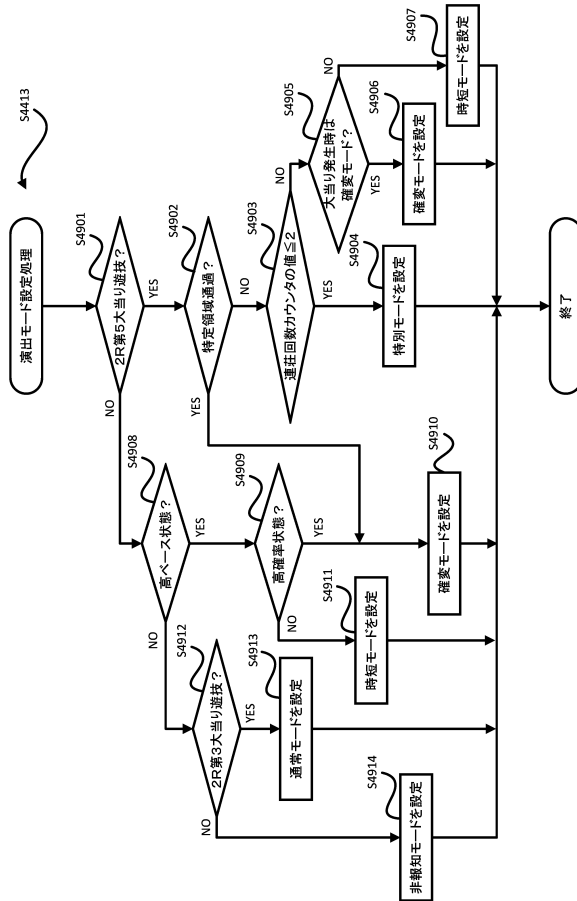 S4413
演出モード設定処理
S4901
2R第5大当り遊技？
NO
YES
S4902
特定領域通過？
YES
NO
S4903
連荘回数カウンタの値≦2
NO
YES
S4904
特別モードを設定
S4905
大当り発生時は
確変モード？
NO
YES
S4906
確変モードを設定
S4907
時短モードを設定
S4908
高ベース状態？
NO
YES
S4909
高確率状態？
NO
YES
S4910
確変モードを設定
S4911
時短モードを設定
S4912
2R第3大当り遊技？
NO
YES
S4913
通常モードを設定
S4914
非報知モードを設定
終了